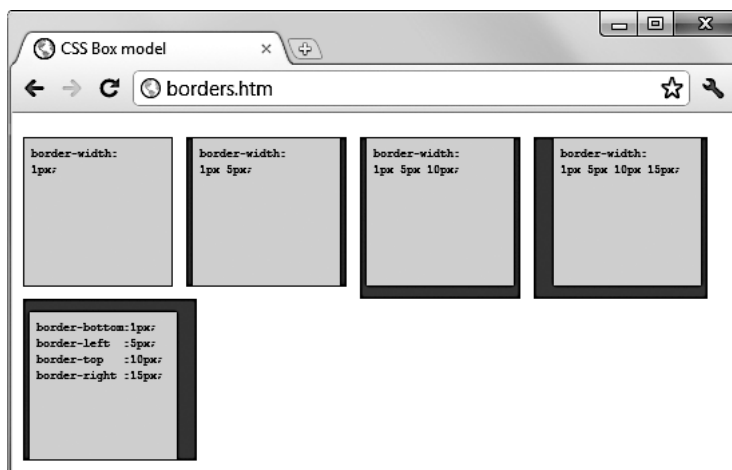 CSS Box model
borders.htm
border-width:
1px;
border-width:
1px 5px;
border-width:
1px 5px 10px;
border-width:
1px 5px 10px 15px;
border-bottom:1px;
border-left  :5px;
border-top   :10px;
border-right :15px;